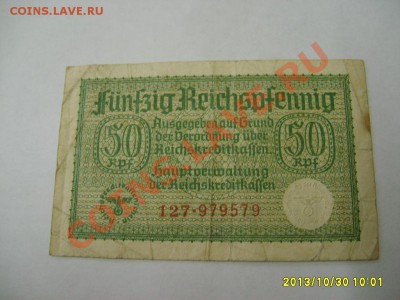 COINS.LAVE.RU
Fünfzig Reichspfennig
Ausgegeben auf Grund
der Verordnung über
Reichskreditkassen.
50
Rpf
50
Rpf
Hauptverwaltung
der Reichskreditkassen
127·979579
COINS.LAVE.RU
2013/10/30 10:01